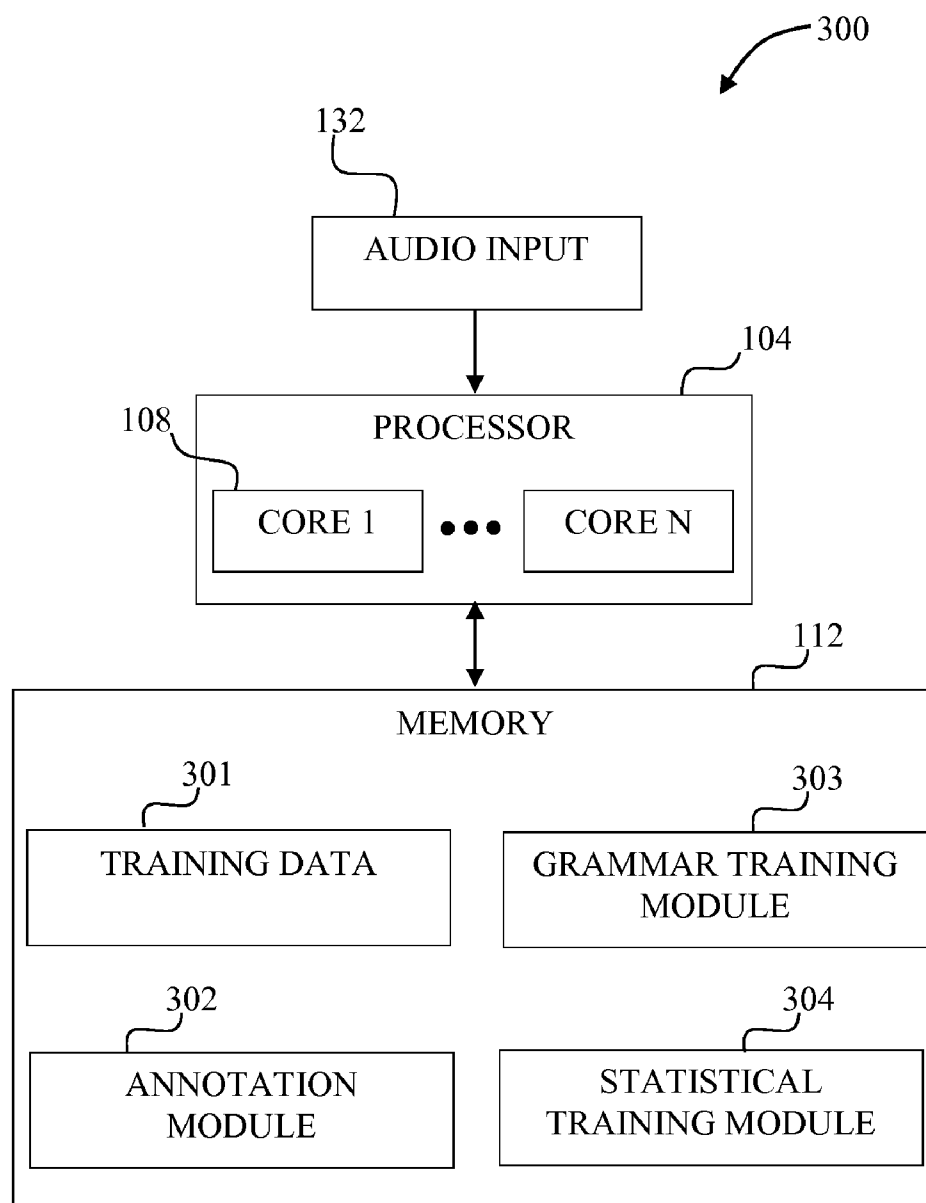 300
132
AUDIO INPUT
104
PROCESSOR
108
CORE 1 ••• CORE N
112
MEMORY
301
303
TRAINING DATA
GRAMMAR TRAINING
MODULE
302
304
ANNOTATION
MODULE
STATISTICAL
TRAINING MODULE